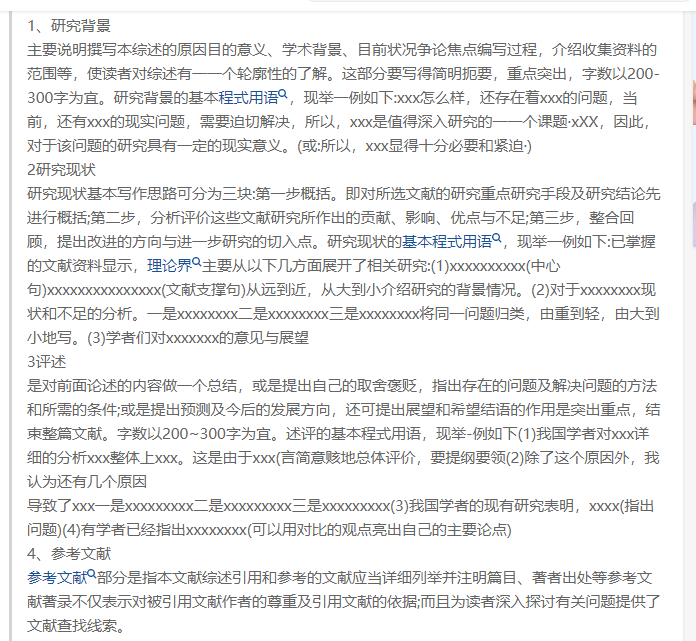 1、研究背景
主要说明撰写本综述的原因目的意义、学术背景、目前状况争论焦点编写过程，介绍收集资料的
范围等，使读者对综述有一一个轮廓性的了解。这部分要写得简明扼要，重点突出，字数以200-
300字为宜。研究背景的基本程式用语，现举一例如下:xxx怎么样，还存在着xxx的问题，当
前，还有xxx的现实问题，需要迫切解决，所以，xxx是值得深入研究的一一个课题·xXX，因此，
对于该问题的研究具有一定的现实意义。(或:所以，xxx显得十分必要和紧迫·)
2研究现状
研究现状基本写作思路可分为三块:第一步概括。即对所选文献的研究重点研究手段及研究结论先
进行概括;第二步，分析评价这些文献研究所作出的贡献、影响、优点与不足;第三步，整合回
顾，提出改进的方向与进一步研究的切入点。研究现状的基本程式用语，现举一例如下:已掌握
的文献资料显示，理论界主要从以下几方面展开了相关研究:(1)xxxxxxxxxx(中心
句)xxxxxxxxxxxxxxx(文献支撑句)从远到近，从大到小介绍研究的背景情况。(2)对于xxxxxxxx现
状和不足的分析。一是xxxxxxxx二是xxxxxxxx三是xxxxxxxx将同一问题归类，由重到轻，由大到
小地写。(3)学者们对xxxxxxx的意见与展望
3评述
是对前面论述的内容做一个总结，或是提出自己的取舍褒贬，指出存在的问题及解决问题的方法
和所需的条件;或是提出预测及今后的发展方向，还可提出展望和希望结语的作用是突出重点，结
束整篇文献。字数以200~300字为宜。述评的基本程式用语，现举-例如下(1)我国学者对xxx详
细的分析xxx整体上xxx。这是由于xxx(言简意赅地总体评价，要提纲要领(2)除了这个原因外，我
认为还有几个原因
导致了xxx一是xxxxxxxxx二是xxxxxxxxx三是xxxxxxxxx(3)我国学者的现有研究表明，xxxx(指出
问题)(4)有学者已经指出xxxxxxxx(可以用对比的观点亮出自己的主要论点)
4、参考文献
参考文献部分是指本文献综述引用和参考的文献应当详细列举并注明篇目、著者出处等参考文
献著录不仅表示对被引用文献作者的尊重及引用文献的依据;而且为读者深入探讨有关问题提供了
文献查找线索。